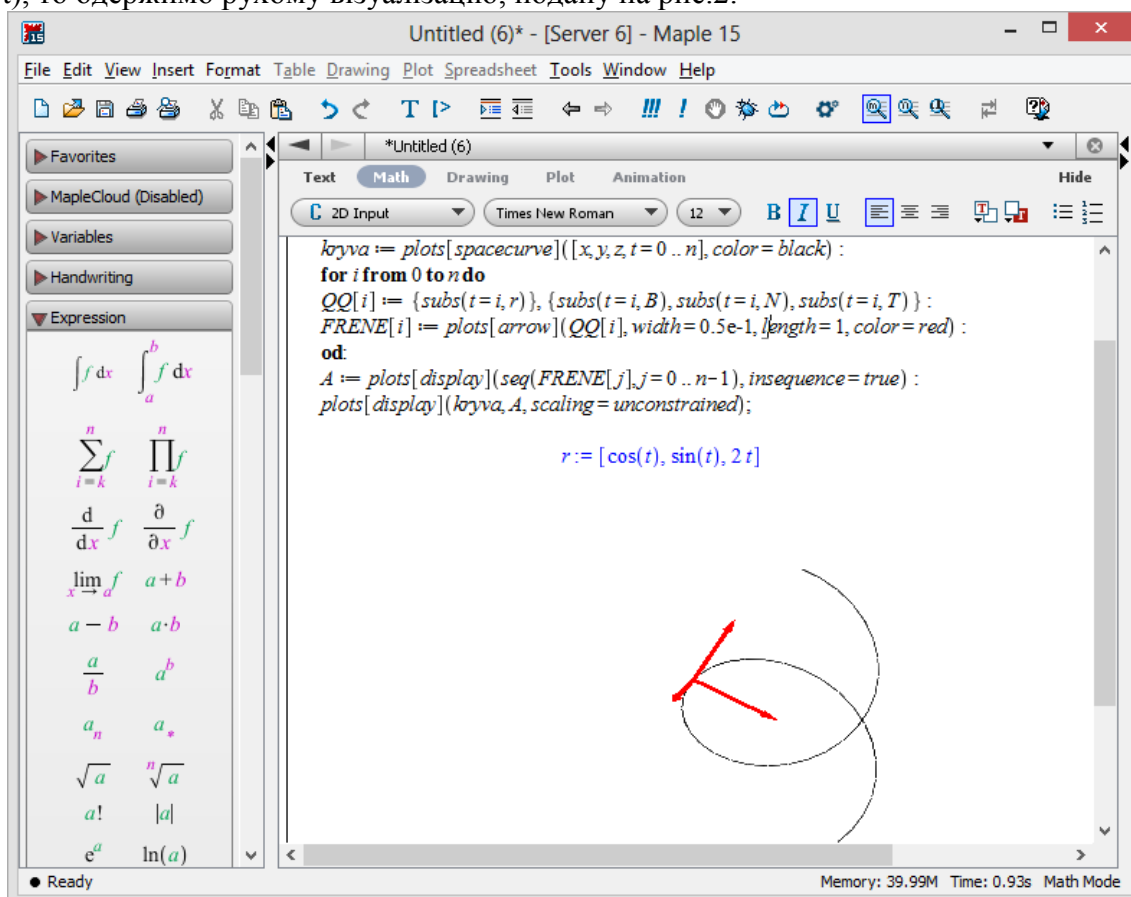 t), то одержимо рухому візуалізацію, подану на рис.2.
Untitled (6)* - [Server 6] - Maple 15
File Edit View Insert Format Table Drawing Plot Spreadsheet Tools Window Help
*Untitled (6)
Text Math Drawing Plot Animation Hide
C 2D Input Times New Roman 12 B I U
Favorites
MapleCloud (Disabled)
Variables
Handwriting
Expression
∫ f dx ∫_a^b f dx
∑_{i=k}^n f ∏_{i=k}^n f
d/dx f ∂/∂x f
lim_{x→a} f a + b
a − b a·b
a/b a^b
a_n a_*
√a ^n√a
a! |a|
e^a ln(a)
kryva := plots[spacecurve]([x, y, z, t = 0 .. n], color = black) :
for i from 0 to n do
QQ[i] := {subs(t = i, r)}, {subs(t = i, B), subs(t = i, N), subs(t = i, T)} :
FRENE[i] := plots[arrow](QQ[i], width = 0.5e-1, length = 1, color = red) :
od:
A := plots[display](seq(FRENE[j], j = 0 .. n−1), insequence = true) :
plots[display](kryva, A, scaling = unconstrained);
r := [cos(t), sin(t), 2 t]
Ready Memory: 39.99M Time: 0.93s Math Mode